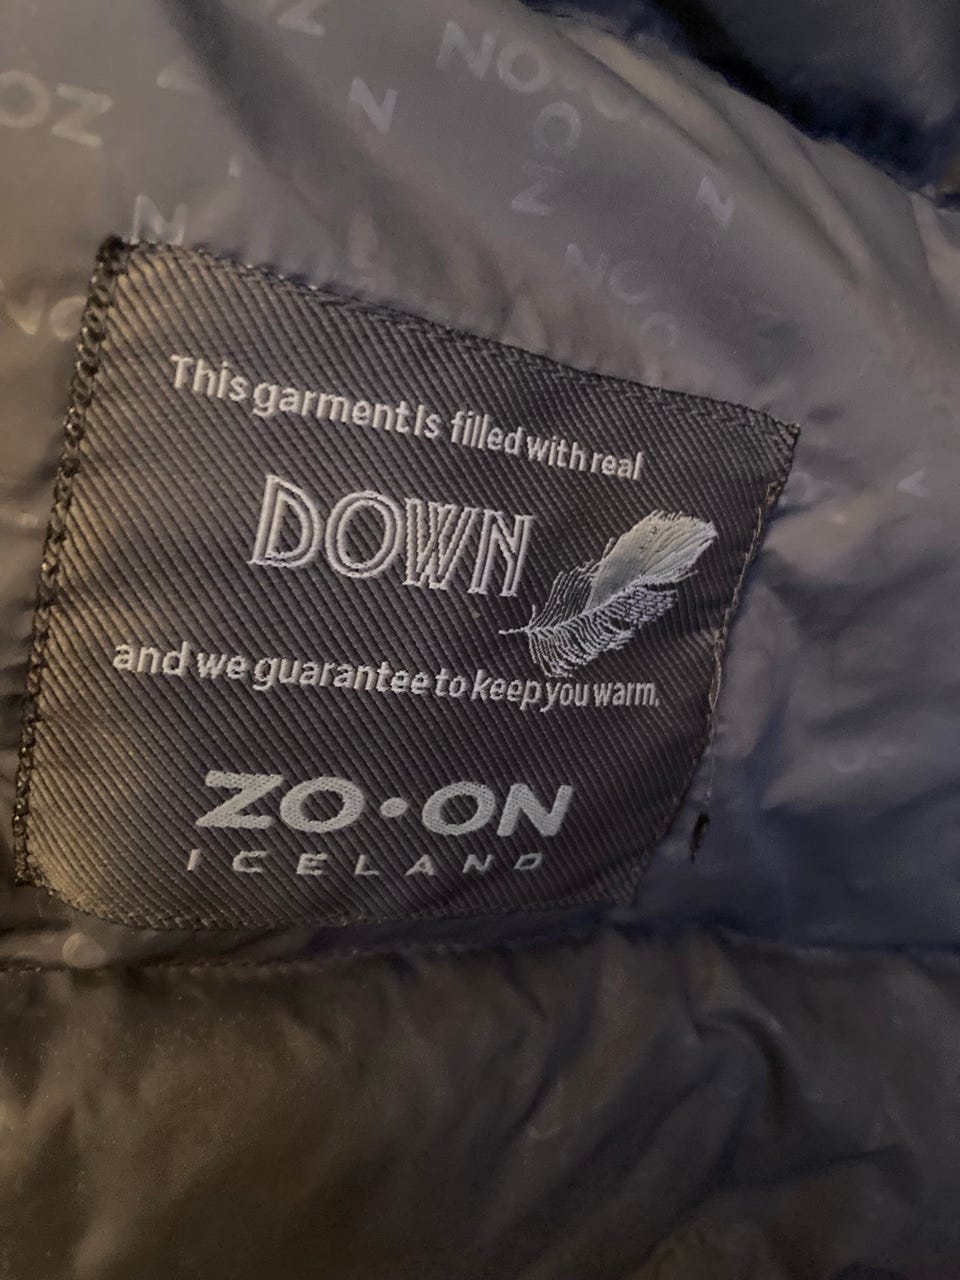 This garment Is filled with real
DOWN
and we guarantee to keep you warm.
ZO•ON
ICELAND